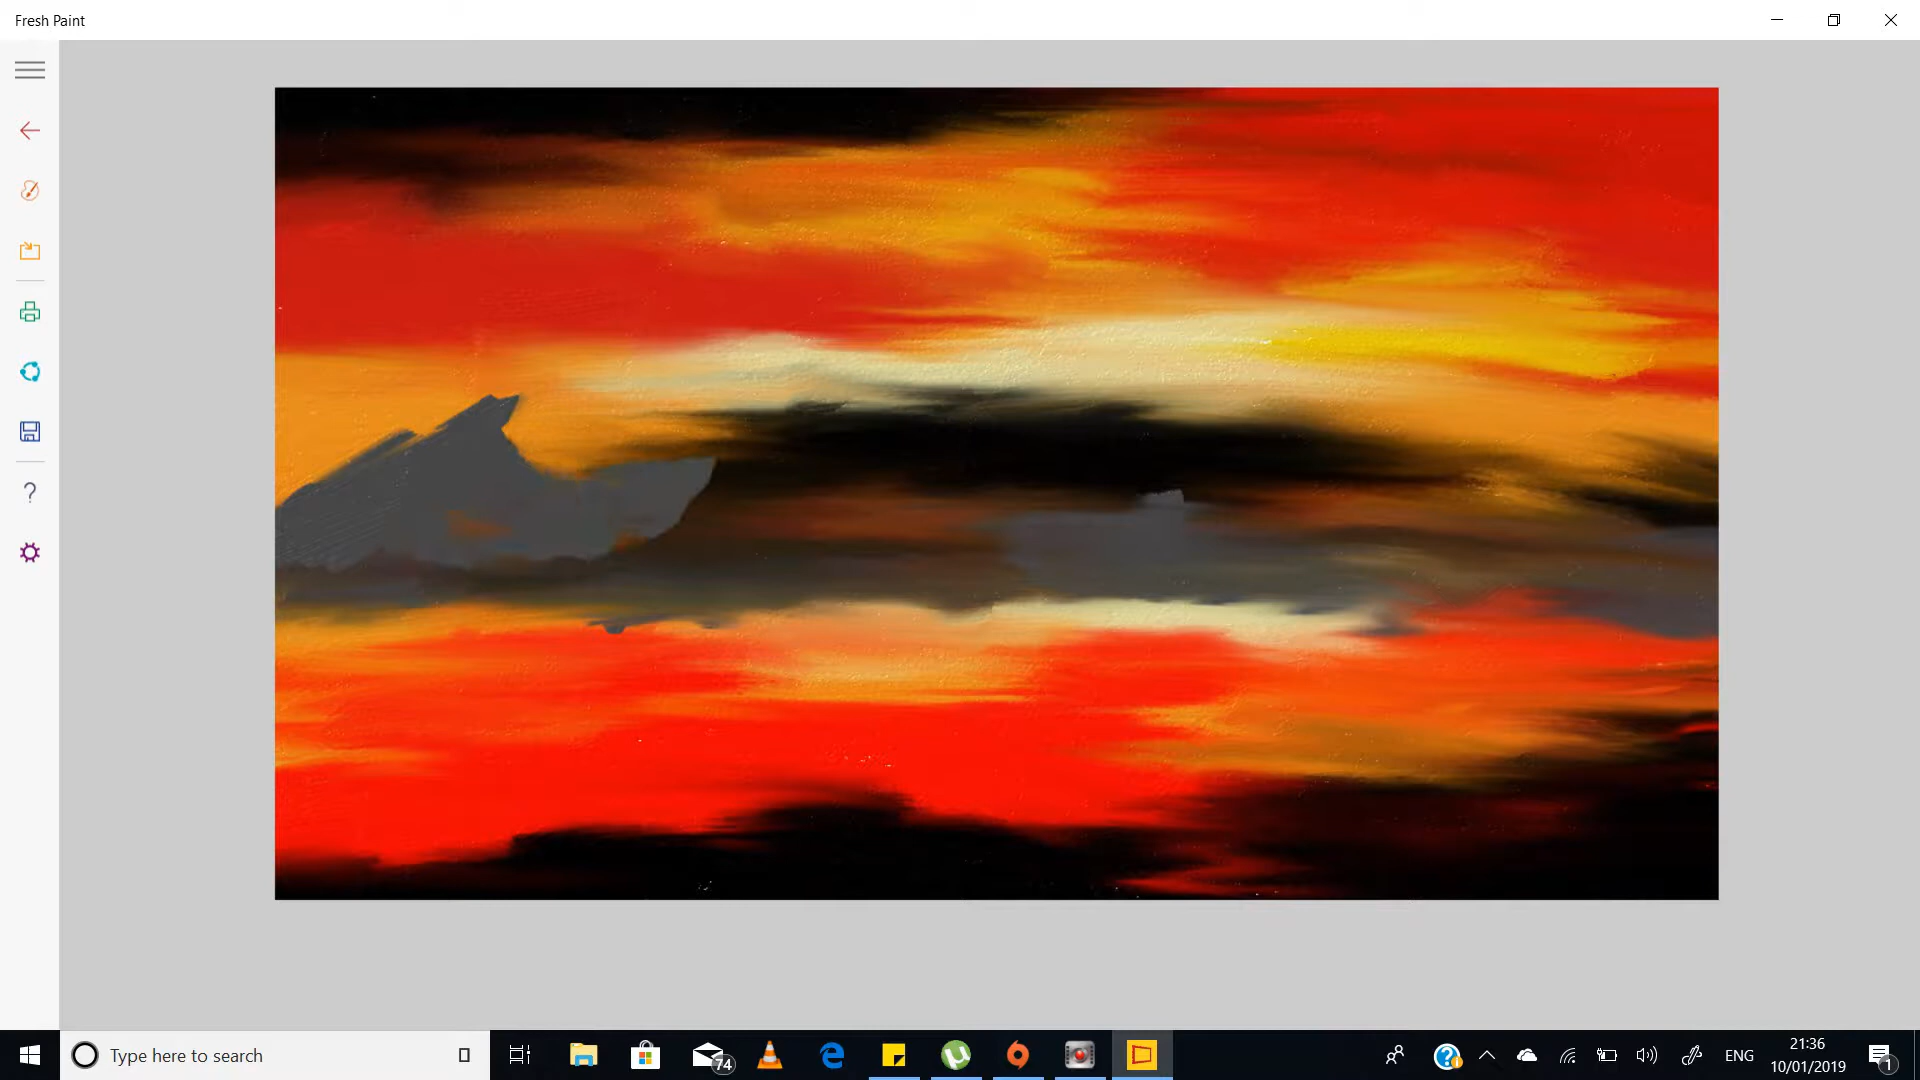 Fresh Paint
?
Type here to search
74
ENG
21:36
10/01/2019
1